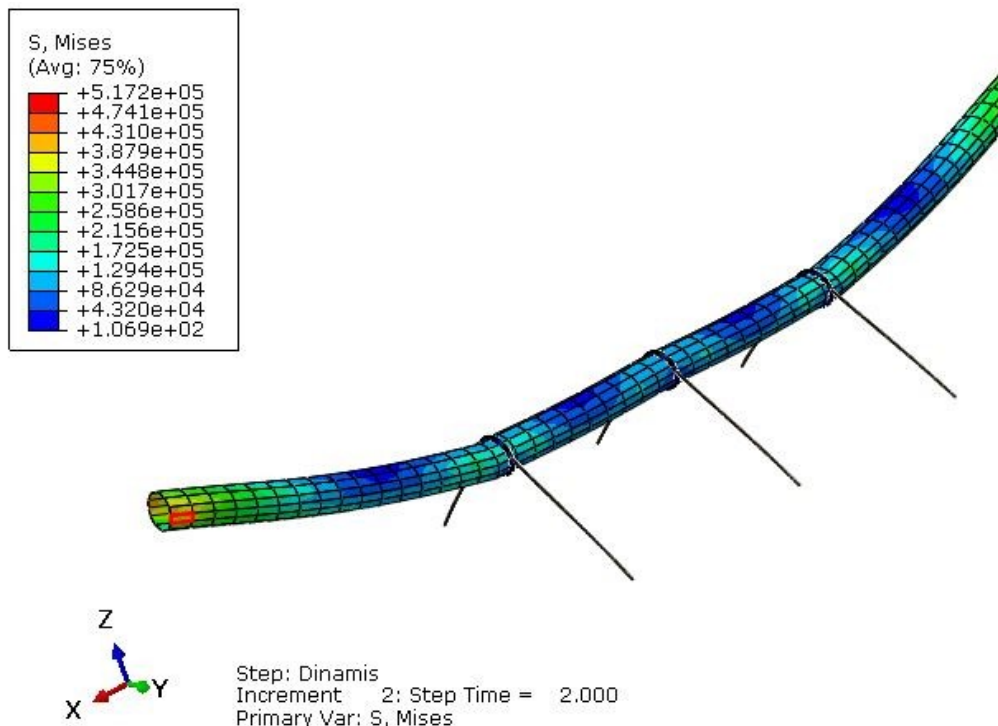 S, Mises
(Avg: 75%)
+5.172e+05
+4.741e+05
+4.310e+05
+3.879e+05
+3.448e+05
+3.017e+05
+2.586e+05
+2.156e+05
+1.725e+05
+1.294e+05
+8.629e+04
+4.320e+04
+1.069e+02
Z
X
Y
Step: Dinamis
Increment 2: Step Time = 2.000
Primary Var: S, Mises